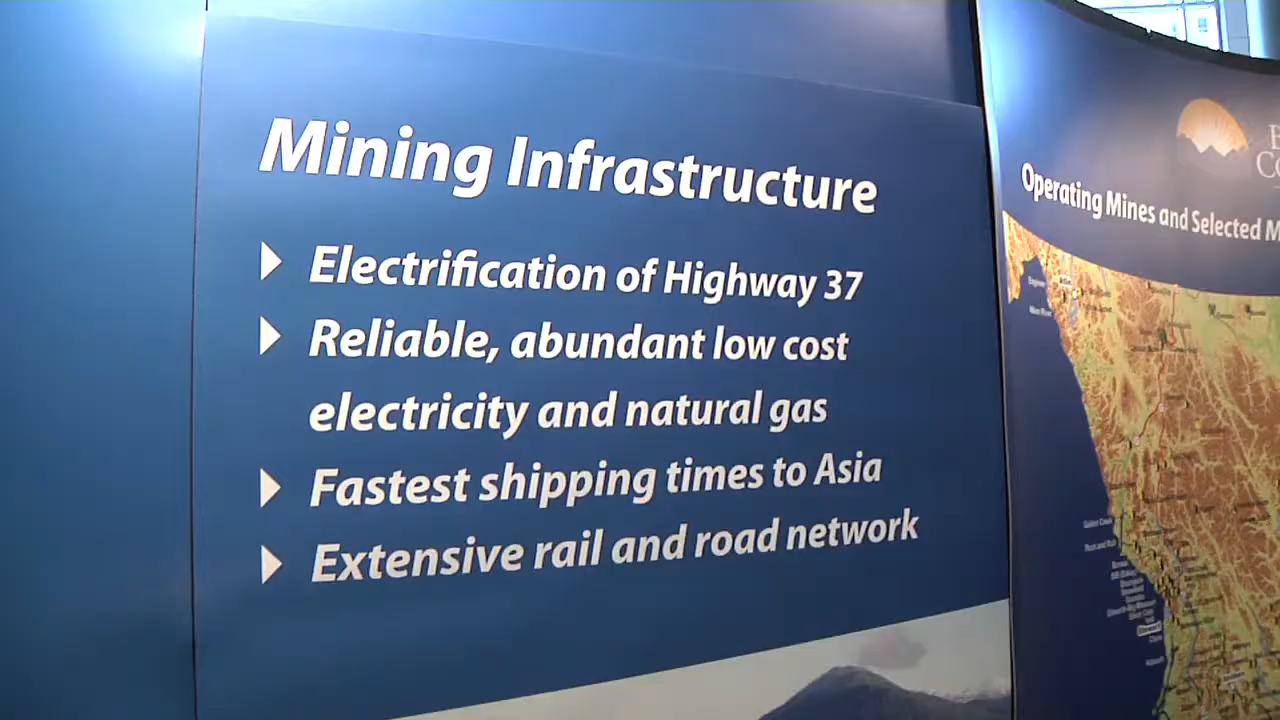 Mining Infrastructure
Electrification of Highway 37
Reliable, abundant low cost
electricity and natural gas
Fastest shipping times to Asia
Extensive rail and road network
Operating Mines and Selected